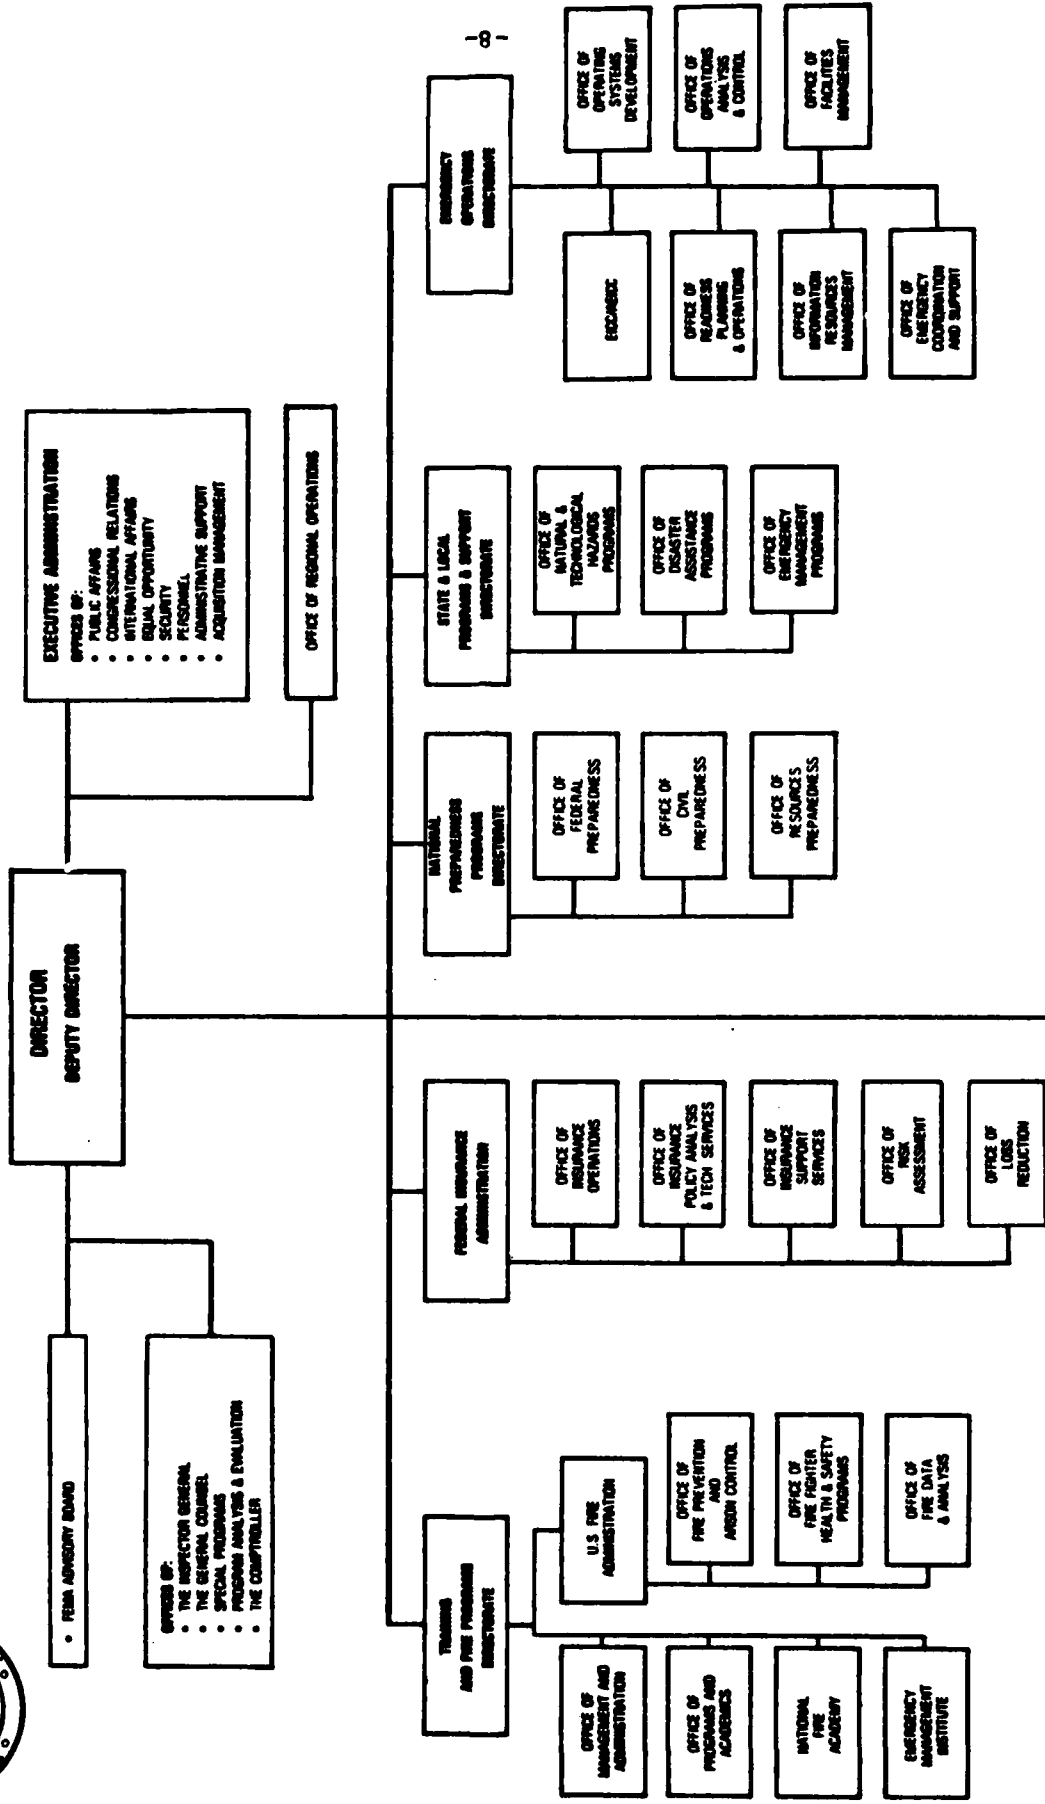 -8-
DIRECTOR
DEPUTY DIRECTOR
• FEMA ADVISORY BOARD
OFFICES OF:
• THE INSPECTOR GENERAL
• THE GENERAL COUNSEL
• SPECIAL PROGRAMS
• PROGRAM ANALYSIS & EVALUATION
• THE COMPTROLLER
EXECUTIVE ADMINISTRATION
OFFICES OF:
• PUBLIC AFFAIRS
• CONGRESSIONAL RELATIONS
• INTERNATIONAL AFFAIRS
• EQUAL OPPORTUNITY
• SECURITY
• PERSONNEL
• ADMINISTRATIVE SUPPORT
• ACQUISITION MANAGEMENT
OFFICE OF REGIONAL OPERATIONS
TRAINING
AND FIRE PROGRAMS
DIRECTORATE
OFFICE OF
MANAGEMENT AND
ADMINISTRATION
OFFICE OF
PROGRAMS AND
ACADEMICS
NATIONAL
FIRE
ACADEMY
EMERGENCY
MANAGEMENT
INSTITUTE
U.S FIRE
ADMINISTRATION
OFFICE OF
FIRE PREVENTION
AND
ARSON CONTROL
OFFICE OF
FIRE FIGHTER
HEALTH & SAFETY
PROGRAMS
OFFICE OF
FIRE DATA
& ANALYSIS
FEDERAL INSURANCE
ADMINISTRATION
OFFICE OF
INSURANCE
OPERATIONS
OFFICE OF
INSURANCE
POLICY ANALYSIS
& TECH SERVICES
OFFICE OF
INSURANCE
SUPPORT
SERVICES
OFFICE OF
RISK
ASSESSMENT
OFFICE OF
LOSS
REDUCTION
NATIONAL
PREPAREDNESS
PROGRAMS
DIRECTORATE
OFFICE OF
FEDERAL
PREPAREDNESS
OFFICE OF
CIVIL
PREPAREDNESS
OFFICE OF
RESOURCES
PREPAREDNESS
STATE & LOCAL
PROGRAMS & SUPPORT
DIRECTORATE
OFFICE OF
NATURAL &
TECHNOLOGICAL
HAZARDS
PROGRAMS
OFFICE OF
DISASTER
ASSISTANCE
PROGRAMS
OFFICE OF
EMERGENCY
MANAGEMENT
PROGRAMS
EMERGENCY
OPERATIONS
DIRECTORATE
OFFICE OF
READINESS
PLANNING
& OPERATIONS
OFFICE OF
INFORMATION
RESOURCES
MANAGEMENT
OFFICE OF
EMERGENCY
COORDINATION
AND SUPPORT
OFFICE OF
OPERATING
SYSTEMS
DEVELOPMENT
OFFICE OF
OPERATIONS
ANALYSIS
& CONTROL
OFFICE OF
FACILITIES
MANAGEMENT